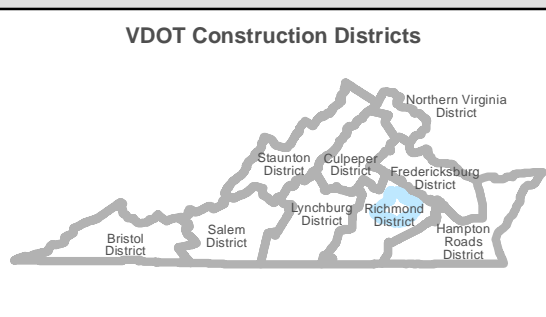 VDOT Construction Districts
Northern Virginia
District
Staunton
District
Culpeper
District
Fredericksburg
District
Lynchburg
District
Richmond
District
Hampton
Roads
District
Salem
District
Bristol
District